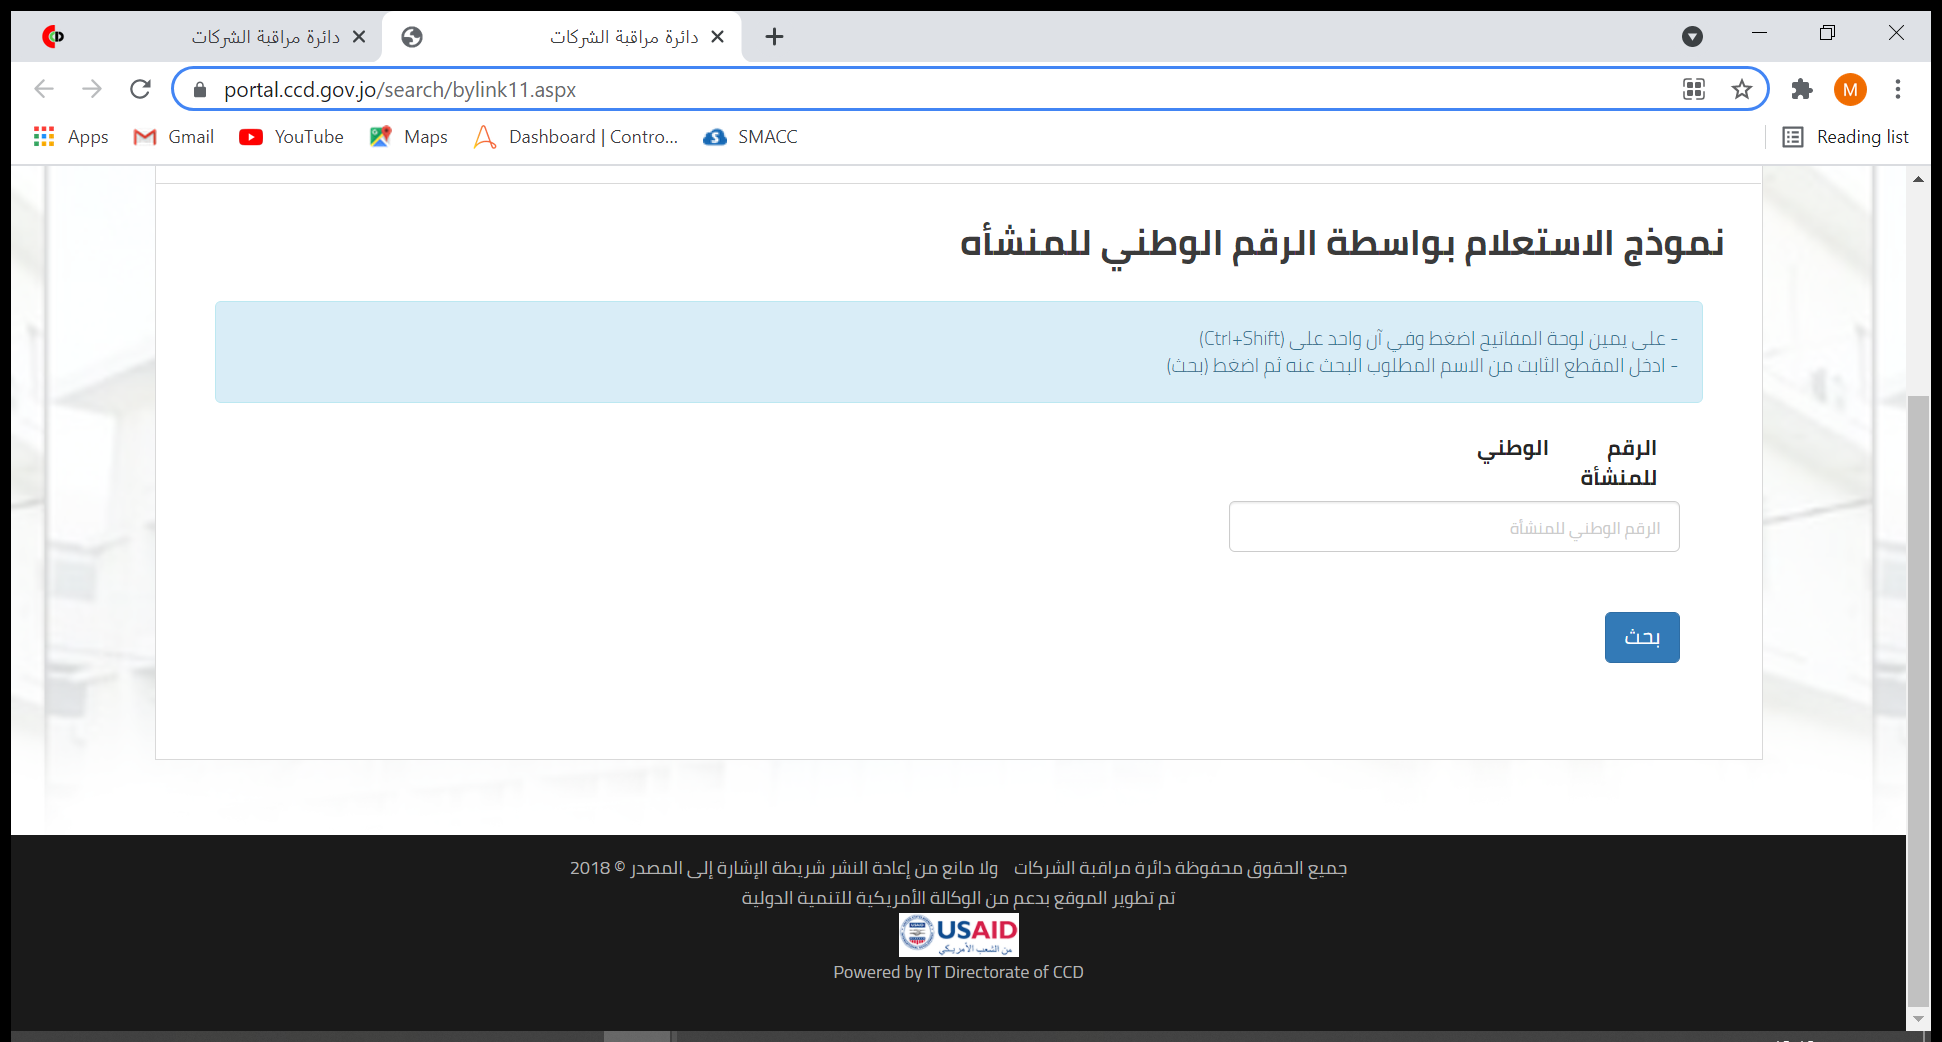 دائرة مراقبة الشركات
دائرة مراقبة الشركات
portal.ccd.gov.jo/search/bylink11.aspx
M
Apps
Gmail
YouTube
Maps
Dashboard | Contro...
SMACC
Reading list
نموذج الاستعلام بواسطة الرقم الوطني للمنشأه
- على يمين لوحة المفاتيح اضغط وفي آن واحد على (Ctrl+Shift)
- ادخل المقطع الثابت من الاسم المطلوب البحث عنه ثم اضغط (بحث)
الرقم الوطني
للمنشأة
الرقم الوطني للمنشأة
بحث
جميع الحقوق محفوظة دائرة مراقبة الشركات ولا مانع من إعادة النشر شريطة الإشارة إلى المصدر © 2018
تم تطوير الموقع بدعم من الوكالة الأمريكية للتنمية الدولية
USAID
من الشعب الأمريكي
Powered by IT Directorate of CCD